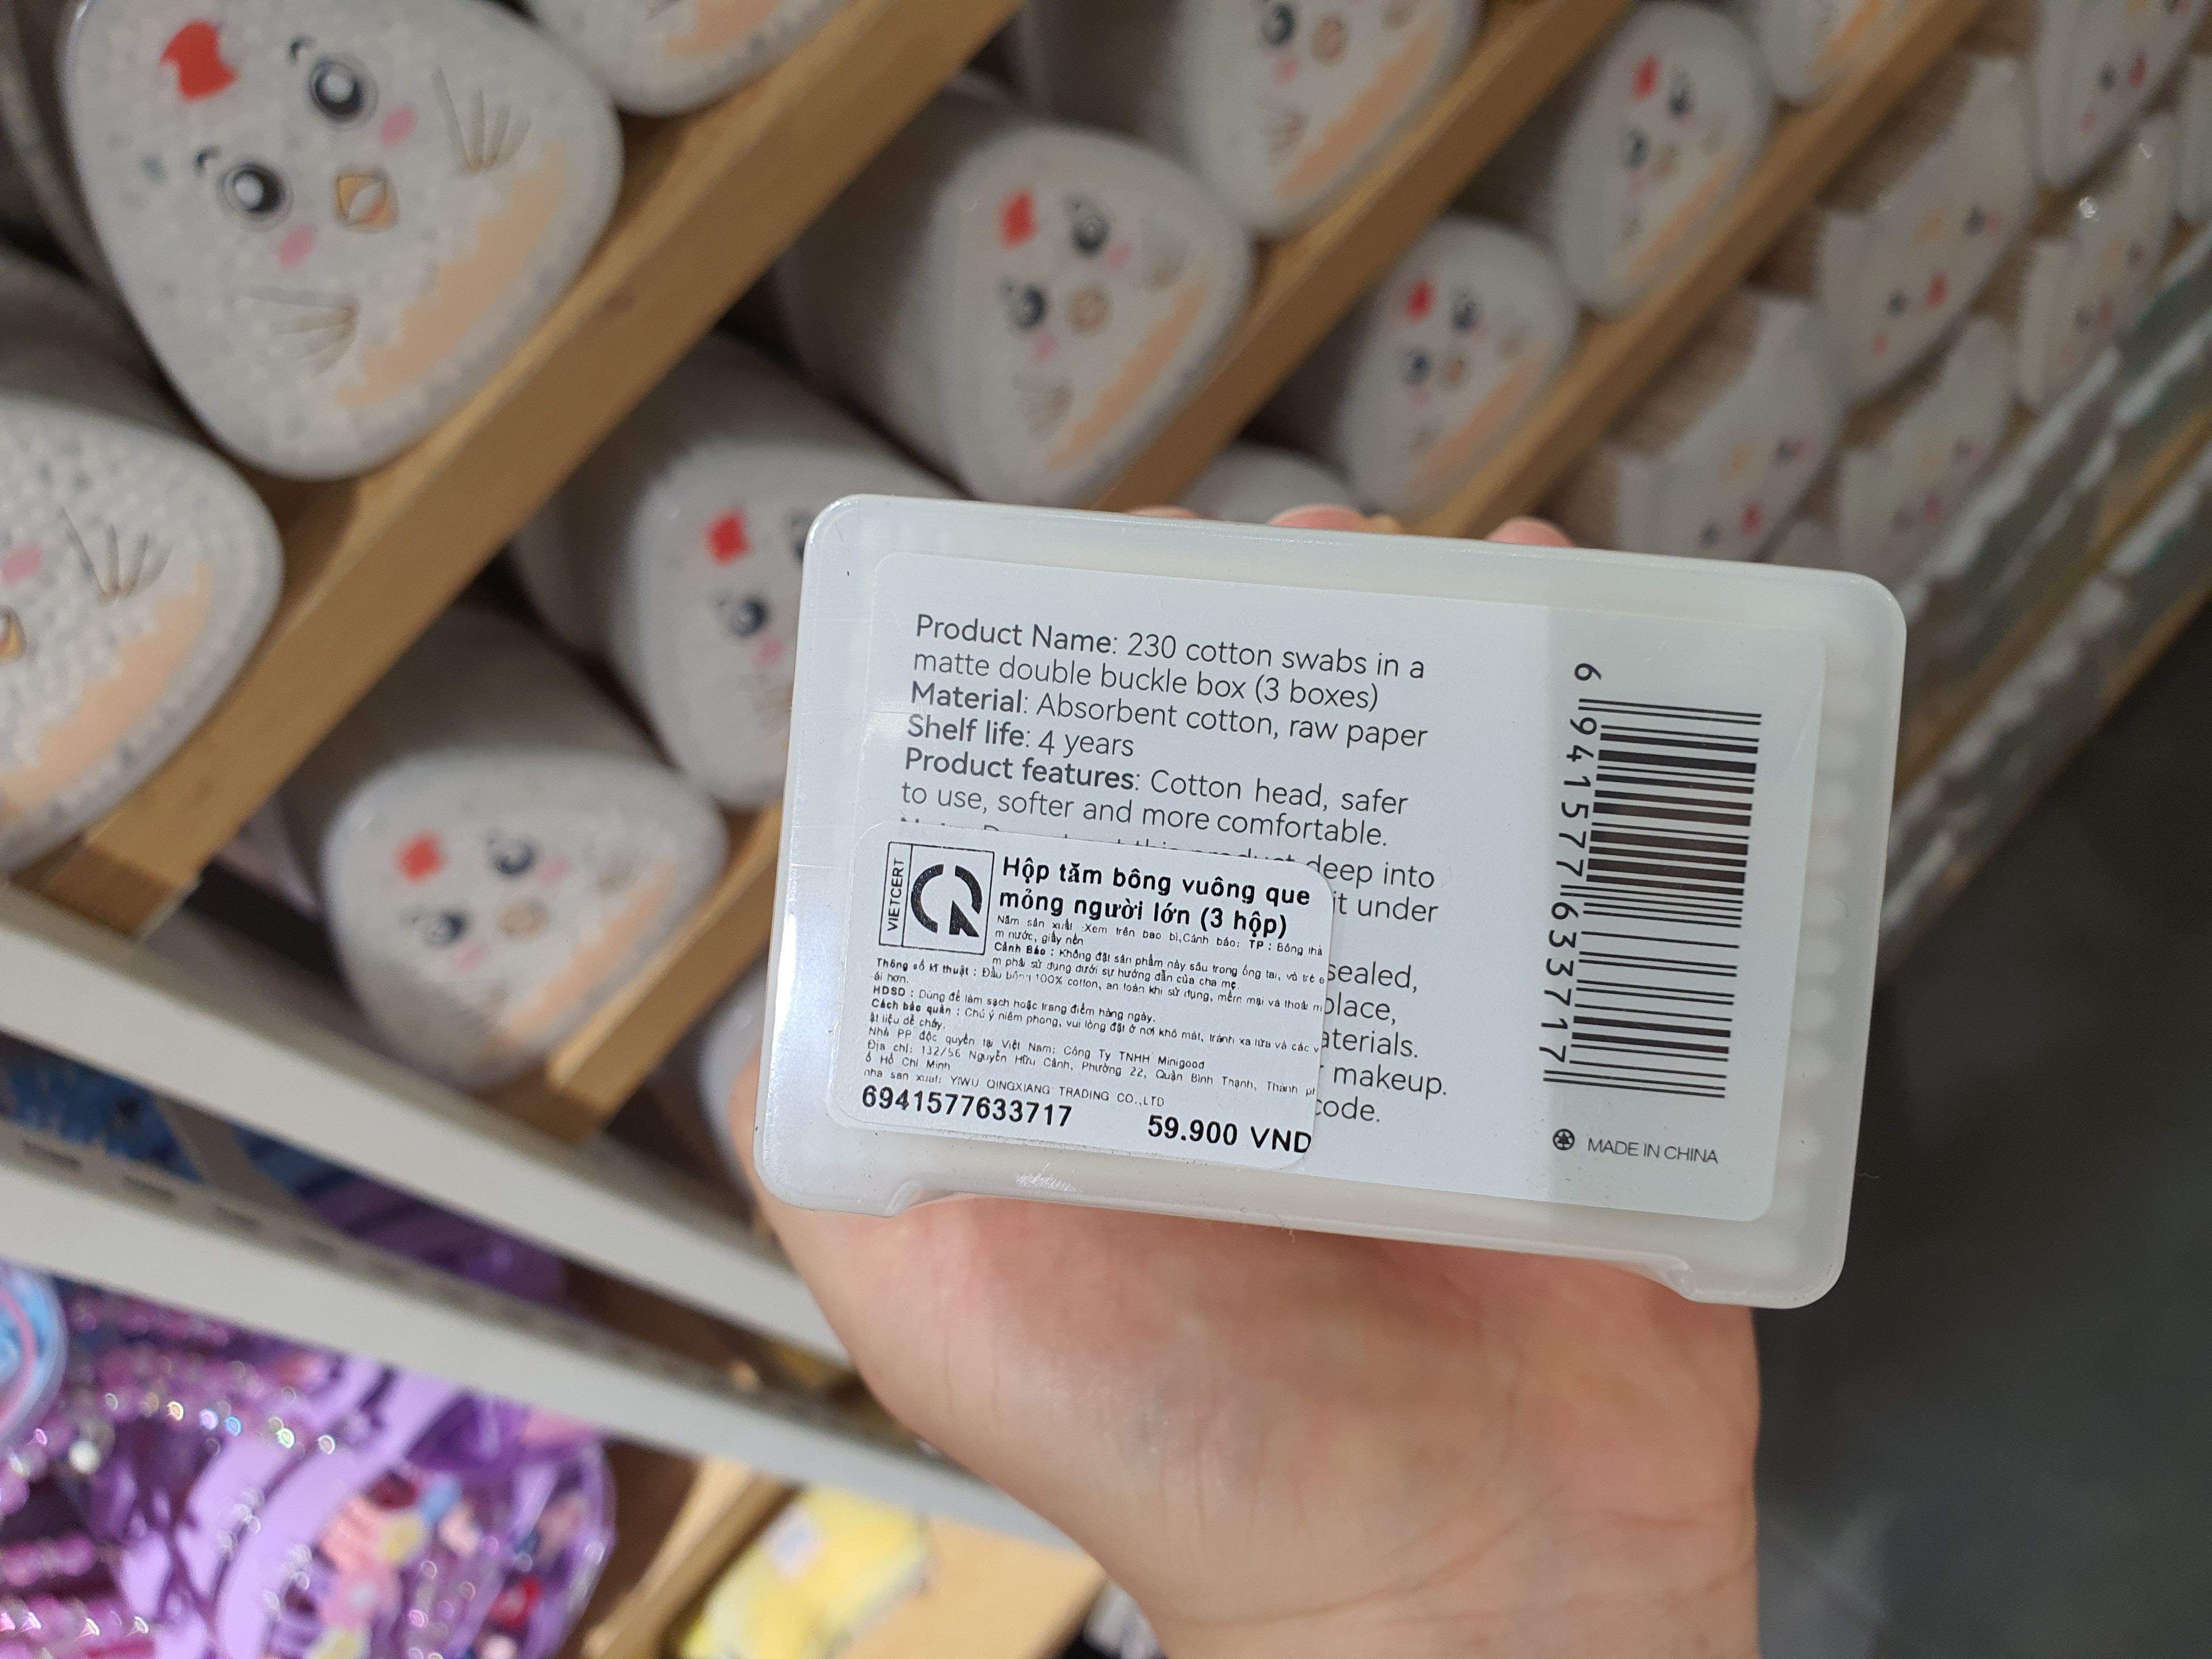 Product Name: 230 cotton swabs in a
matte double buckle box (3 boxes)
Material: Absorbent cotton, raw paper
Shelf life: 4 years
Product features: Cotton head, safer
to use, softer and more comfortable.
deep into
it under
sealed,
place,
makeup.
code.
VIETCERT
Hộp tăm bông vuông que
mỏng người lớn (3 hộp)
Năm sản xuất :Xem trên bao bì,Cảnh báo: TP : Bông thấ
m nước, giấy nến
Cảnh Báo : Không đặt sản phẩm này sâu trong ống tai, và trẻ e
m phải sử dụng dưới sự hướng dẫn của cha mẹ
Thông số kĩ thuật : Đầu bông 100% cotton, an toàn khi sử dụng, mềm mại và thoải m
ái hơn.
HDSD : Dùng để làm sạch hoặc trang điểm hàng ngày.
Cách bảo quản : Chú ý niêm phong, vui lòng đặt ở nơi khô mát, tránh xa lửa và các v
ật liệu dễ cháy.
Nhà PP độc quyền tại Việt Nam: Công Ty TNHH Minigood
Địa chỉ: 132/56 Nguyễn Hữu Cảnh, Phường 22, Quận Bình Thạnh, Thành ph
ố Hồ Chí Minh
nhà sản xuất: YIWU QINGXIANG TRADING CO.,LTD
6941577633717 59.900 VND
6 941577 633717
MADE IN CHINA